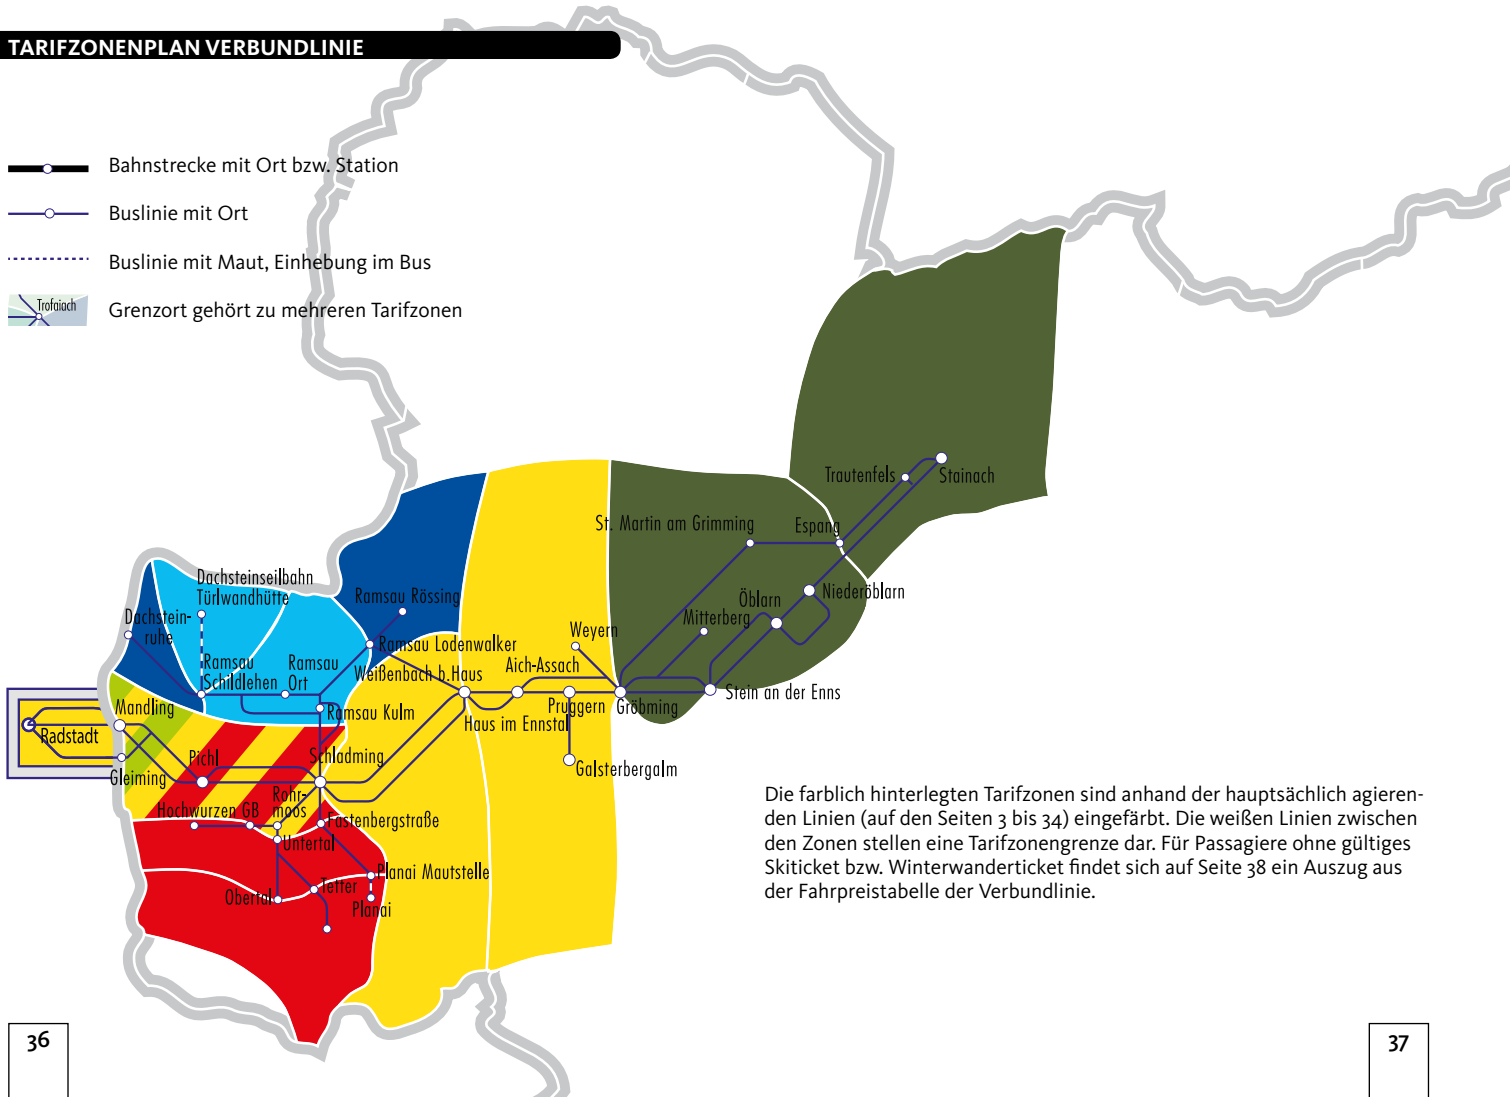 TARIFZONENPLAN VERBUNDLINIE
Bahnstrecke mit Ort bzw. Station
Buslinie mit Ort
Buslinie mit Maut, Einhebung im Bus
Trofaiach
Grenzort gehört zu mehreren Tarifzonen
Trautenfels
Stainach
St. Martin am Grimming
Espang
Dachsteinseilbahn
Türlwandhütte
Ramsau Rössing
Niederöblarn
Öblarn
Mitterberg
Dachstein-
ruhe
Weyern
Ramsau Lodenwalker
Ramsau
Schildlehen
Ramsau
Ort
Weißenbach b.Haus
Aich-Assach
Stein an der Enns
Mandling
Ramsau Kulm
Haus im Ennstal
Pruggern
Gröbming
Radstadt
Pichl
Schladming
Galsterbergalm
Gleiming
Hochwurzen GB
Rohr-
moos
Fastenbergstraße
Untertal
Planai Mautstelle
Tetter
Obertal
Planai
Die farblich hinterlegten Tarifzonen sind anhand der hauptsächlich agieren-
den Linien (auf den Seiten 3 bis 34) eingefärbt. Die weißen Linien zwischen
den Zonen stellen eine Tarifzonengrenze dar. Für Passagiere ohne gültiges
Skiticket bzw. Winterwanderticket findet sich auf Seite 38 ein Auszug aus
der Fahrpreistabelle der Verbundlinie.
36
37